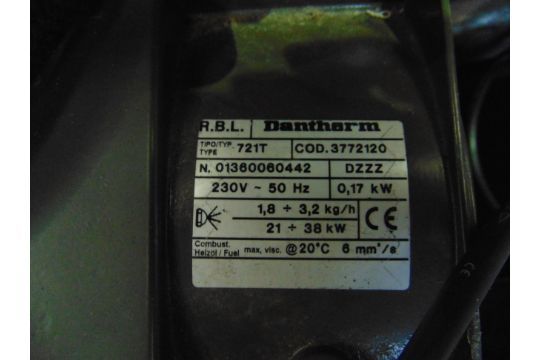 R.B.L. Dantherm
TIPO/TYP. TYPE 721T COD. 3772120
N. 01360060442 DZZZ
230V ~ 50 Hz 0,17 kW
1,8 ÷ 3,2 kg/h CE
21 ÷ 38 kW
Combust. Heizöl / Fuel max, visc. @20°C 6 mm²/s